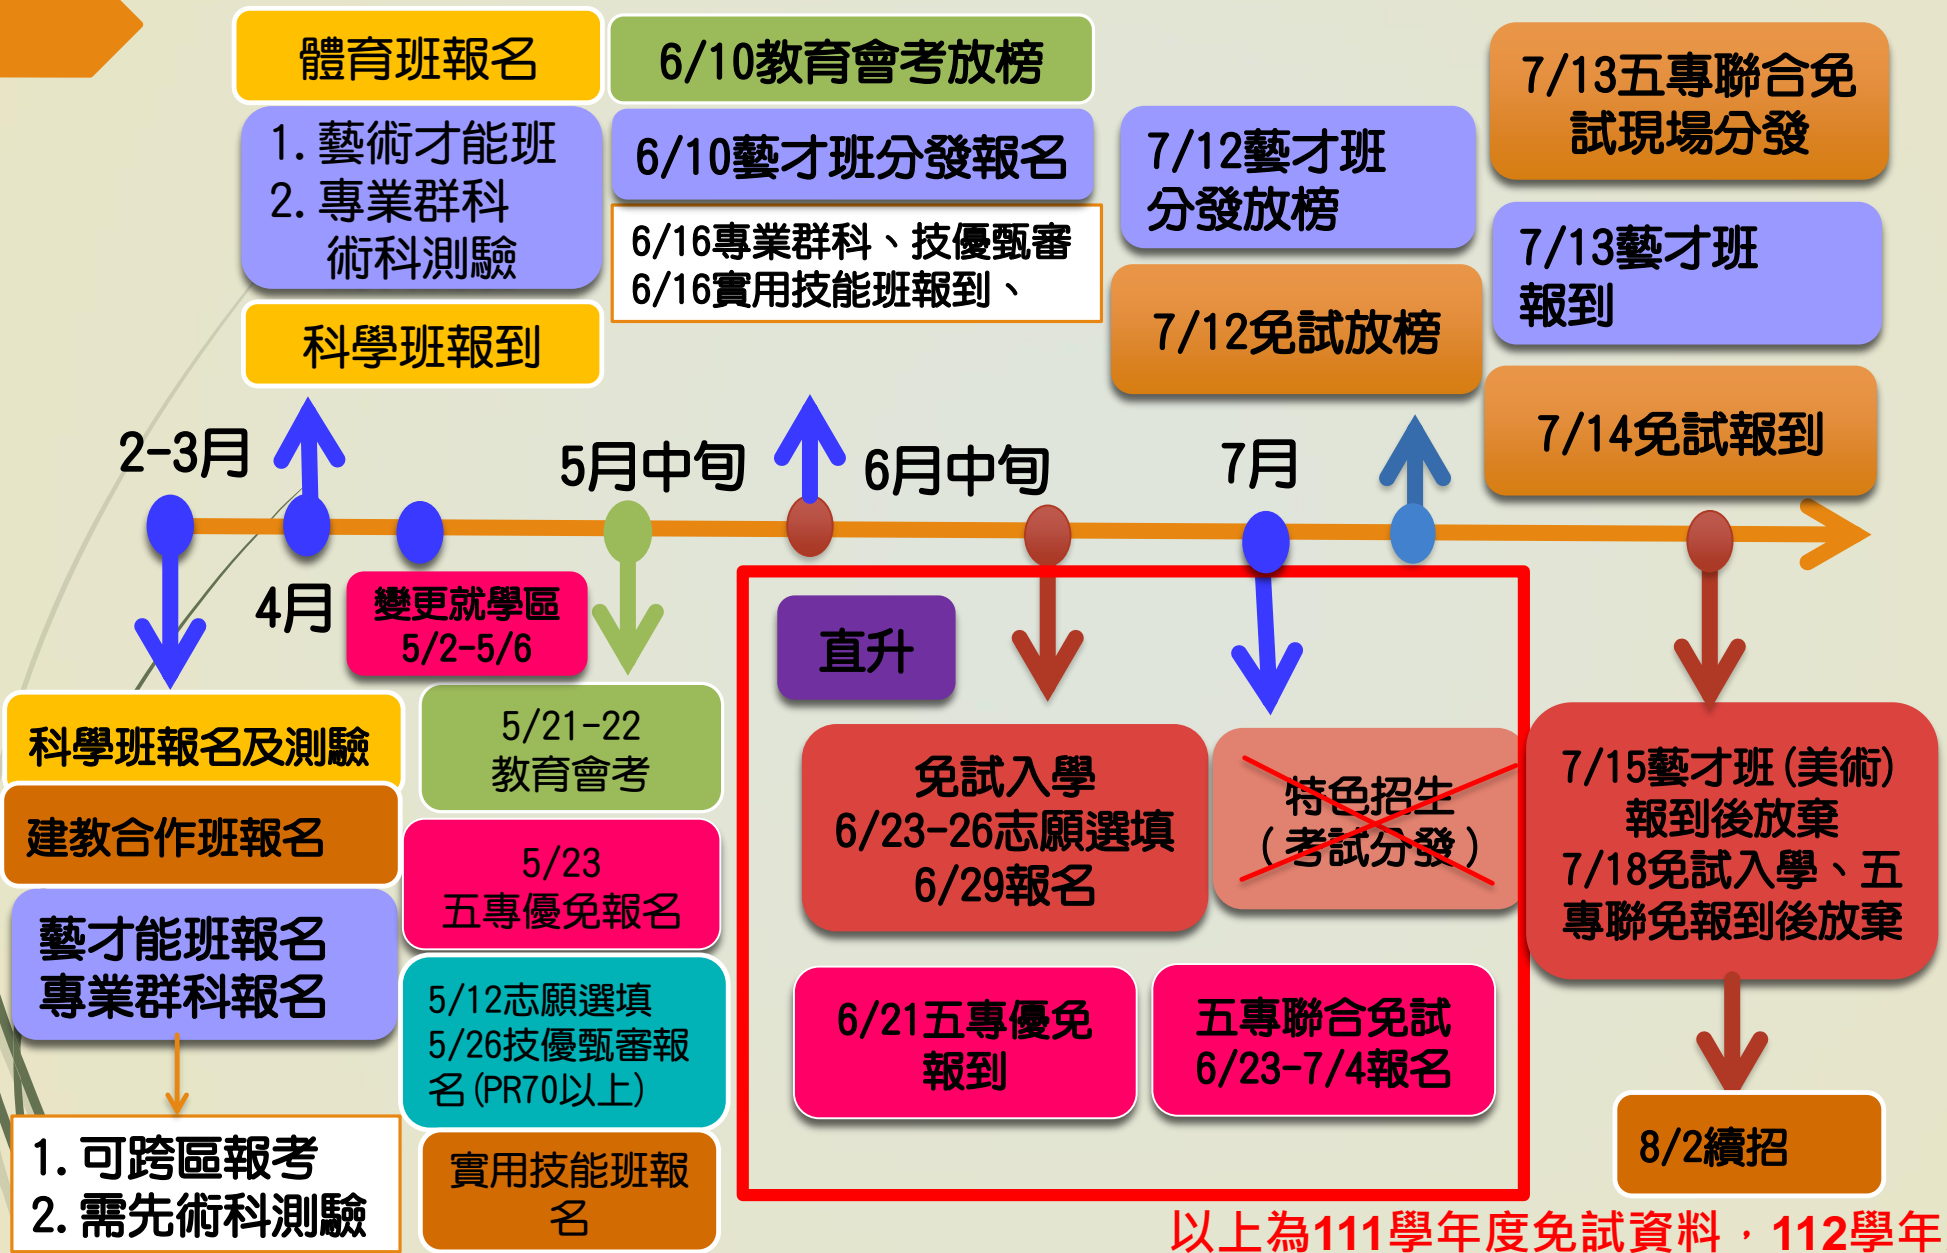 體育班報名
1. 藝術才能班
2. 專業群科
術科測驗
科學班報到
6/10教育會考放榜
6/10藝才班分發報名
6/16專業群科、技優甄審
6/16實用技能班報到、
7/12藝才班
分發放榜
7/12免試放榜
7/13五專聯合免
試現場分發
7/13藝才班
報到
7/14免試報到
2-3月
4月
5月中旬
6月中旬
7月
變更就學區
5/2-5/6
科學班報名及測驗
建教合作班報名
藝才能班報名
專業群科報名
1. 可跨區報考
2. 需先術科測驗
5/21-22
教育會考
5/23
五專優免報名
5/12志願選填
5/26技優甄審報
名(PR70以上)
實用技能班報
名
直升
免試入學
6/23-26志願選填
6/29報名
特色招生
(考試分發)
6/21五專優免
報到
五專聯合免試
6/23-7/4報名
7/15藝才班(美術)
報到後放棄
7/18免試入學、五
專聯免報到後放棄
8/2續招
以上為111學年度免試資料，112學年